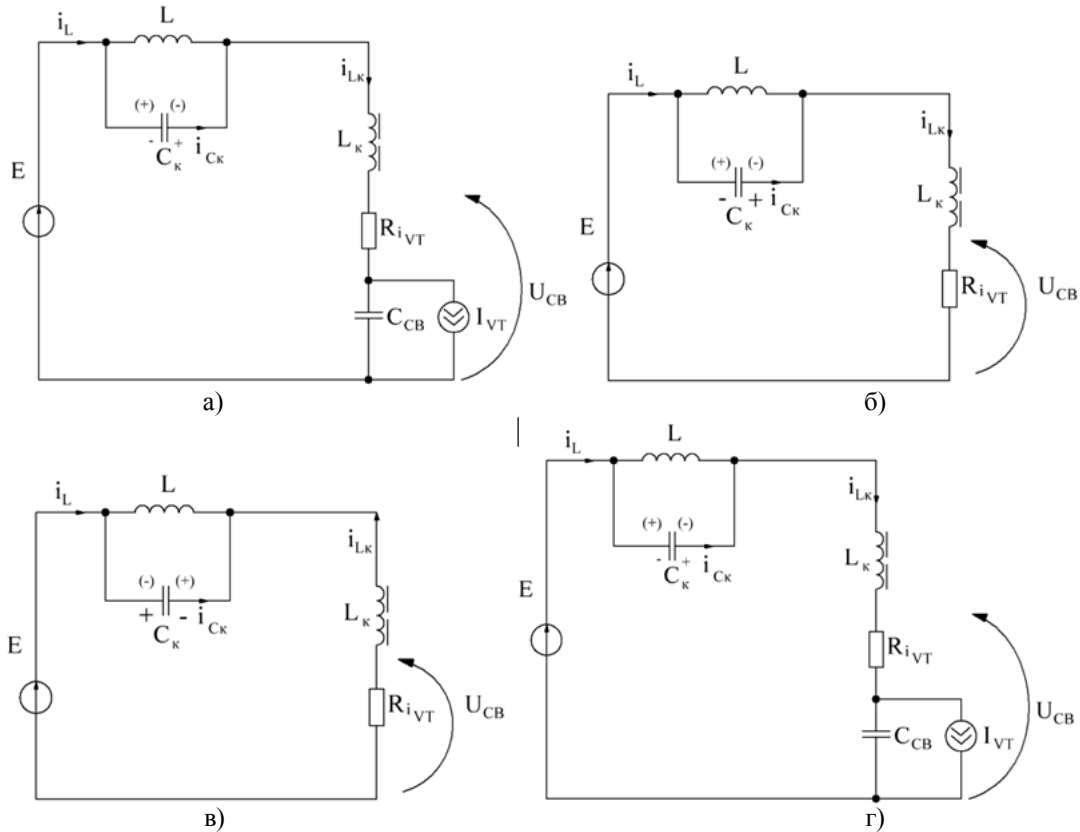 i_L L
(+) (-)
- +
C_к i_Cк
i_Lк
L_к
E
R_iVT
C_CB I_VT
U_CB
а)
i_L L
(+) (-)
- +
C_к i_Cк
i_Lк
L_к
E
R_iVT
U_CB
б)
i_L L
(-) (+)
+ -
C_к i_Cк
i_Lк
L_к
E
R_iVT
U_CB
в)
i_L L
(+) (-)
- +
C_к i_Cк
i_Lк
L_к
E
R_iVT
C_CB I_VT
U_CB
г)